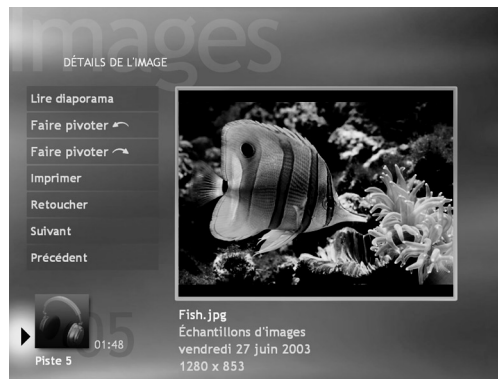 Images
DÉTAILS DE L'IMAGE
Lire diaporama
Faire pivoter
Faire pivoter
Imprimer
Retoucher
Suivant
Précédent
05
01:48
Piste 5
Fish.jpg
Échantillons d'images
vendredi 27 juin 2003
1280 x 853